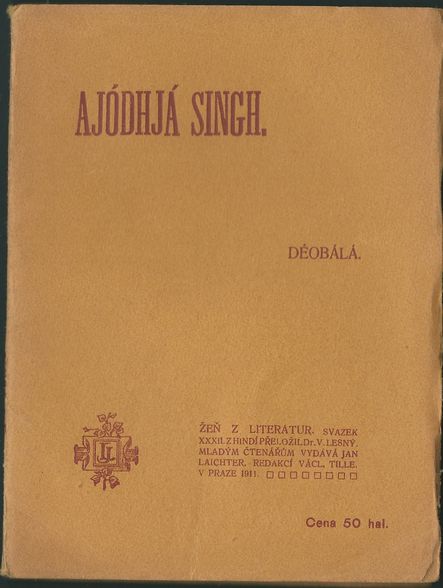 AJÓDHJÁ SINGH.
DÉOBÁLÁ.
ŽEŇ Z LITERATUR. SVAZEK
XXXII. Z HINDÍ PŘELOŽIL Dr. V. LESNÝ.
MLADÝM ČTENÁŘŮM VYDÁVÁ JAN
LAICHTER. REDAKCÍ VÁCL. TILLE.
V PRAZE 1911. □□□□□□□□
Cena 50 hal.